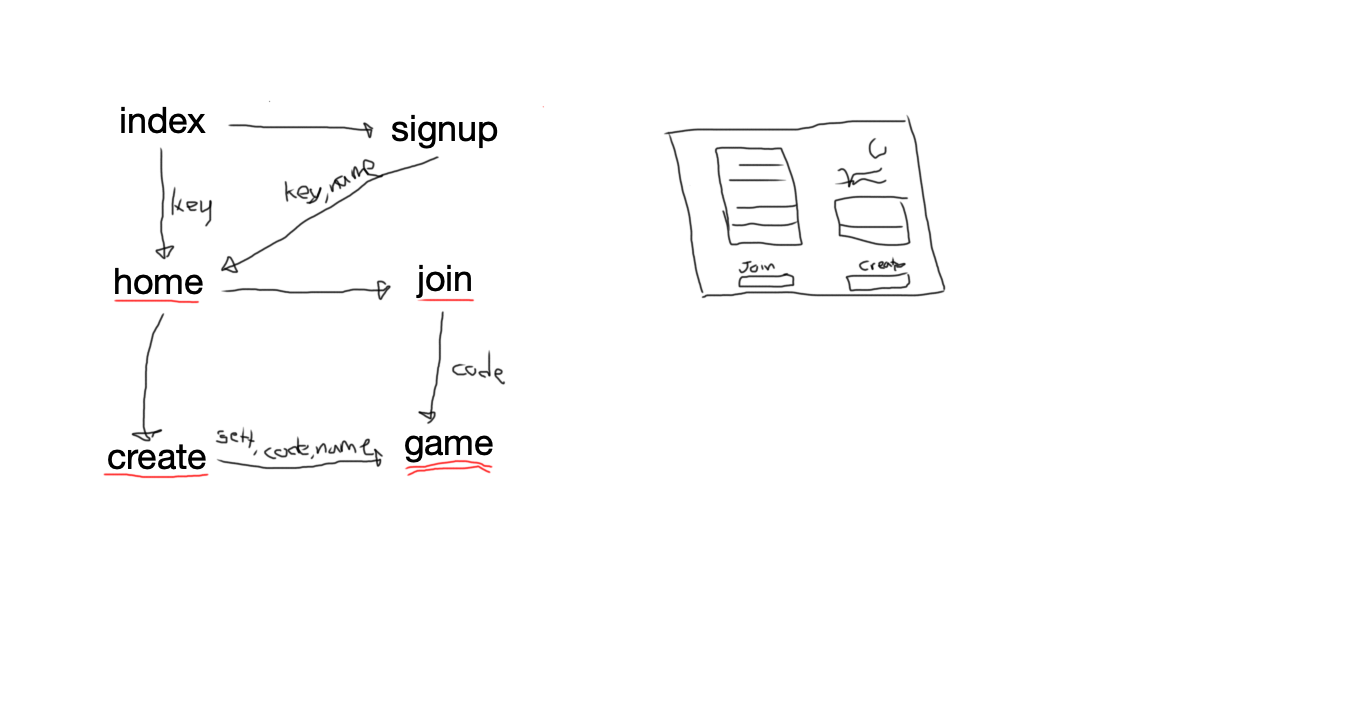 index
signup
key, name
key
home
join
code
create
sett, code, name
game
Join
Create